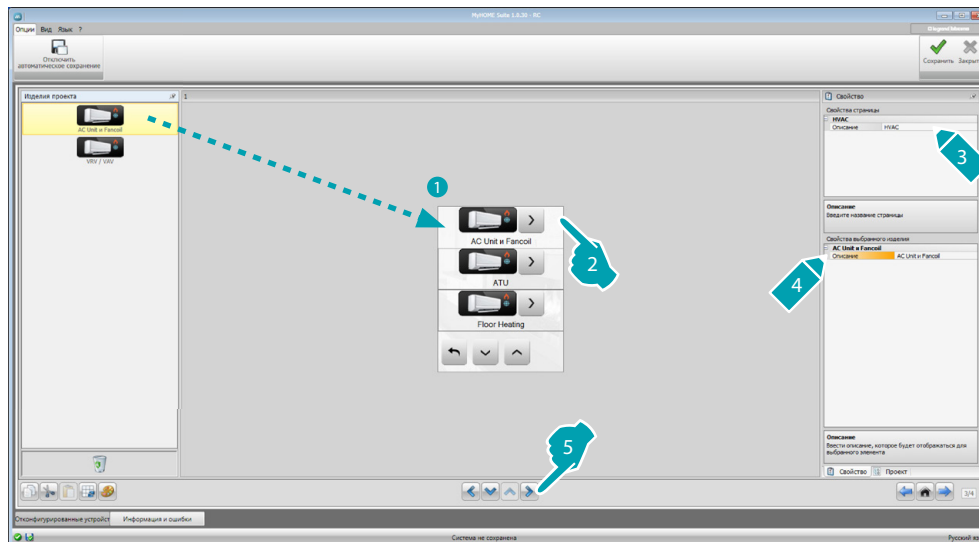 MyHOME Suite 1.0.30 - RC
Опции Вид Язык ?
Отключить
автоматическое сохранение
Сохранить Закрыт
Изделия проекта
1
Свойство
AC Unit и Fancoil
VRV / VAV
Свойства страницы
HVAC
Описание HVAC
3
Описание
Введите название страницы
Свойства выбранного изделия
AC Unit и Fancoil
Описание AC Unit и Fancoil
4
1
AC Unit и Fancoil
2
ATU
Floor Heating
5
Описание
Ввести описание, которое будет отображаться для
выбранного элемента
Свойство Проект
3/4
Отконфигурированные устройст Информация и ошибки
Система не сохранена
Русский яз